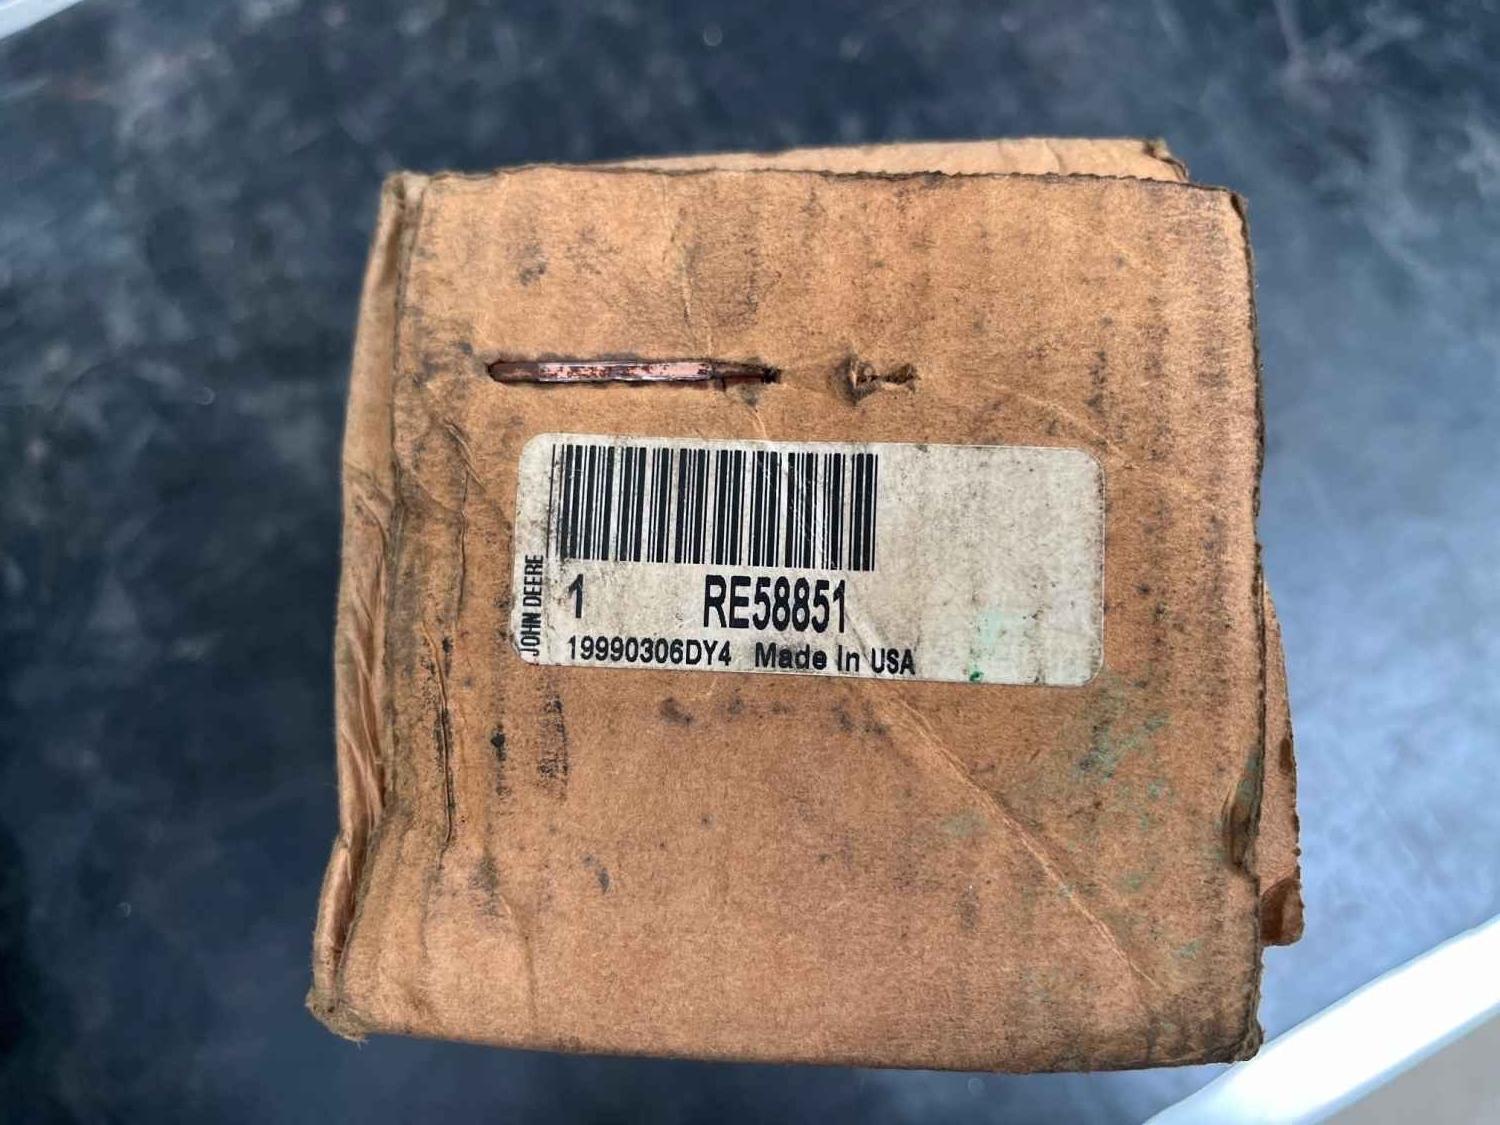 JOHN DEERE
1 RE58851
19990306DY4 Made In USA